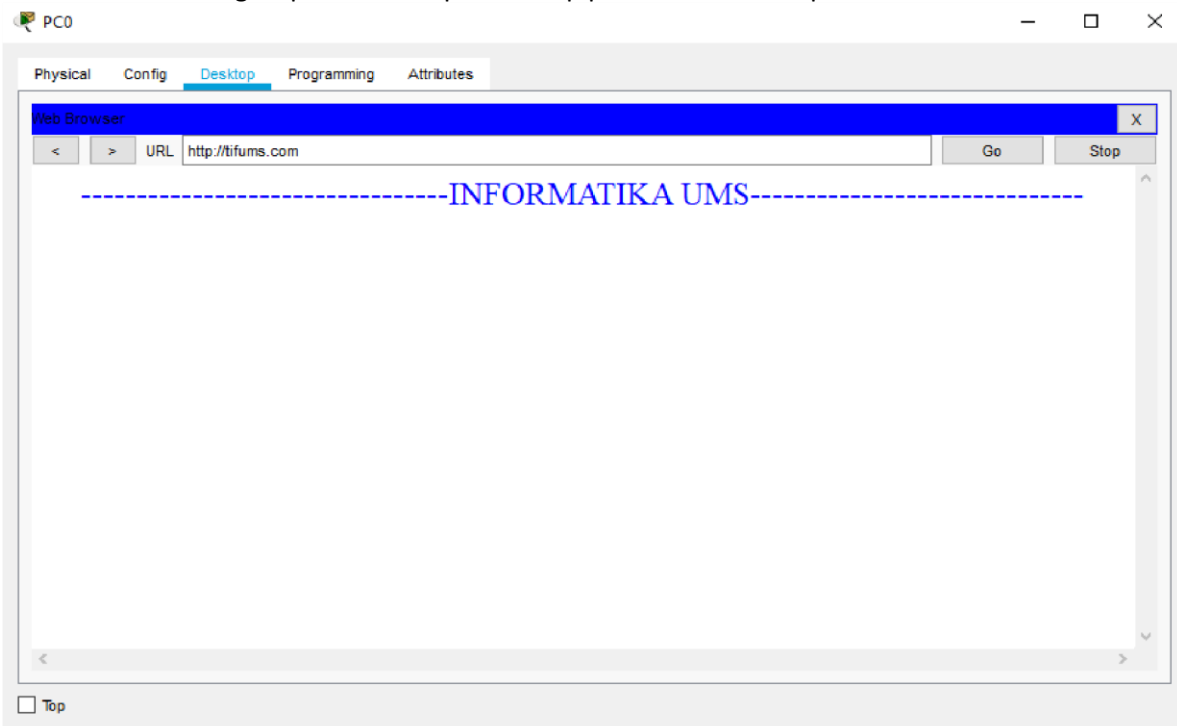 PC0
Physical Config Desktop Programming Attributes
Web Browser X
< > URL http://tifums.com Go Stop
--------------------------------INFORMATIKA UMS-----------------------------
Top